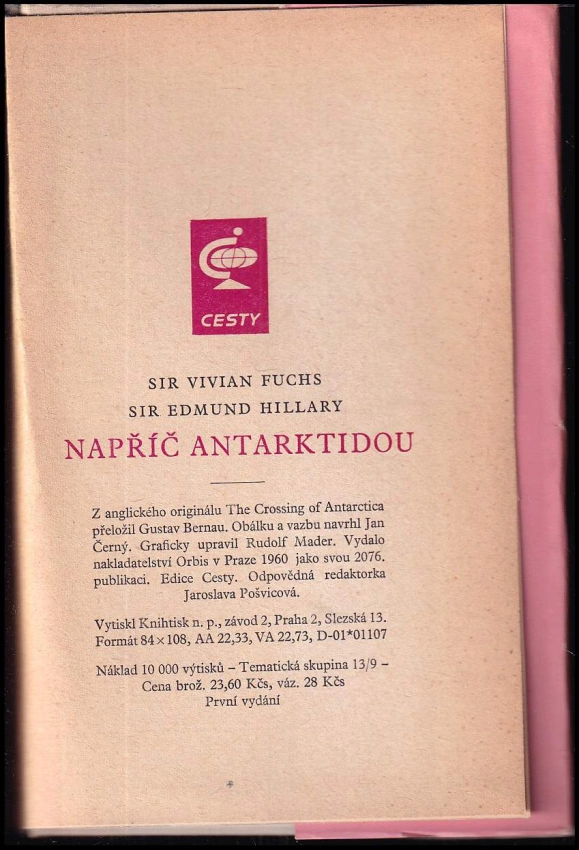 CESTY
SIR VIVIAN FUCHS
SIR EDMUND HILLARY
NAPŘÍČ ANTARKTIDOU
Z anglického originálu The Crossing of Antarctica
přeložil Gustav Bernau. Obálku a vazbu navrhl Jan
Černý. Graficky upravil Rudolf Mader. Vydalo
nakladatelství Orbis v Praze 1960 jako svou 2076.
publikaci. Edice Cesty. Odpovědná redaktorka
Jaroslava Pošvicová.
Vytiskl Knihtisk n. p., závod 2, Praha 2, Slezská 13.
Formát 84×108, AA 22,33, VA 22,73, D-01*01107
Náklad 10 000 výtisků – Tematická skupina 13/9 –
Cena brož. 23,60 Kčs, váz. 28 Kčs
První vydání
*